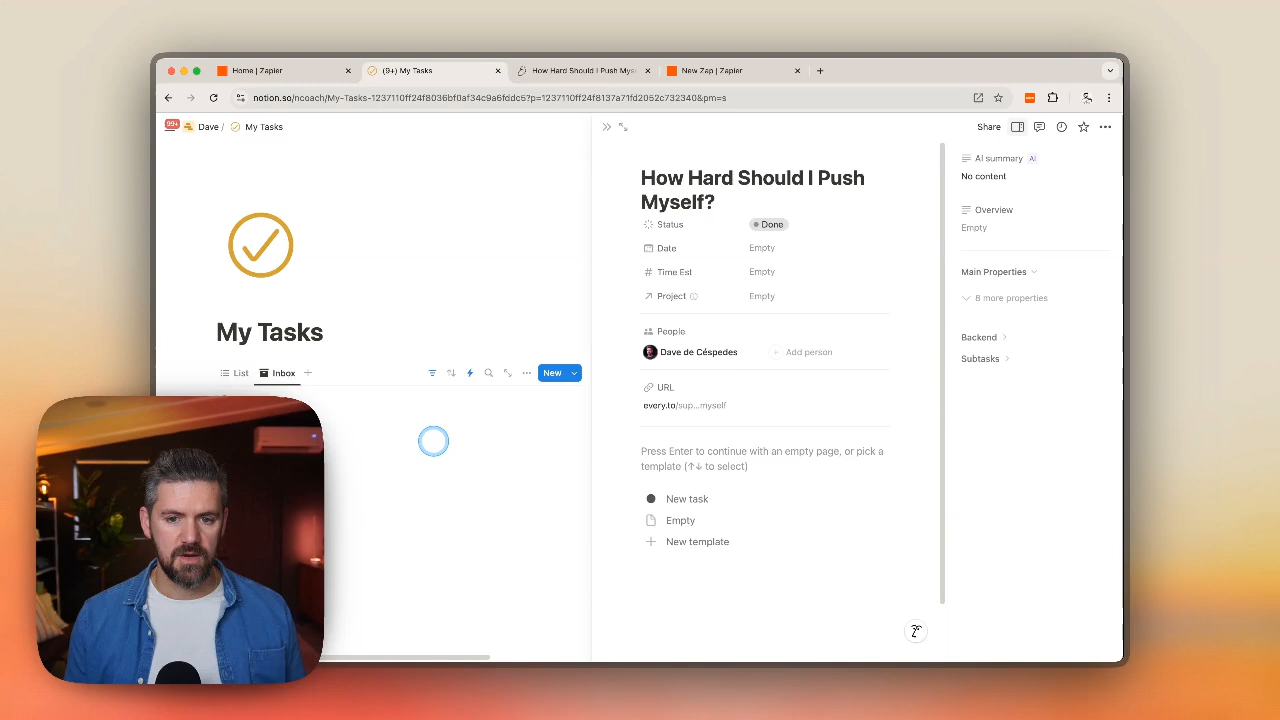 Home | Zapier
(9+) My Tasks
How Hard Should I Push Myse
New Zap | Zapier
notion.so/ncoach/My-Tasks-1237110ff24f8036bf0af34c9a6fddc5?p=1237110ff24f8137a71fd2052c732340&pm=s
99+
Dave / My Tasks
Share
My Tasks
List
Inbox
New
How Hard Should I Push
Myself?
Status
Done
Date
Empty
Time Est
Empty
Project
Empty
People
Dave de Céspedes
Add person
URL
every.to/sup...myself
Press Enter to continue with an empty page, or pick a
template (↑↓ to select)
New task
Empty
New template
AI summary AI
No content
Overview
Empty
Main Properties
8 more properties
Backend
Subtasks